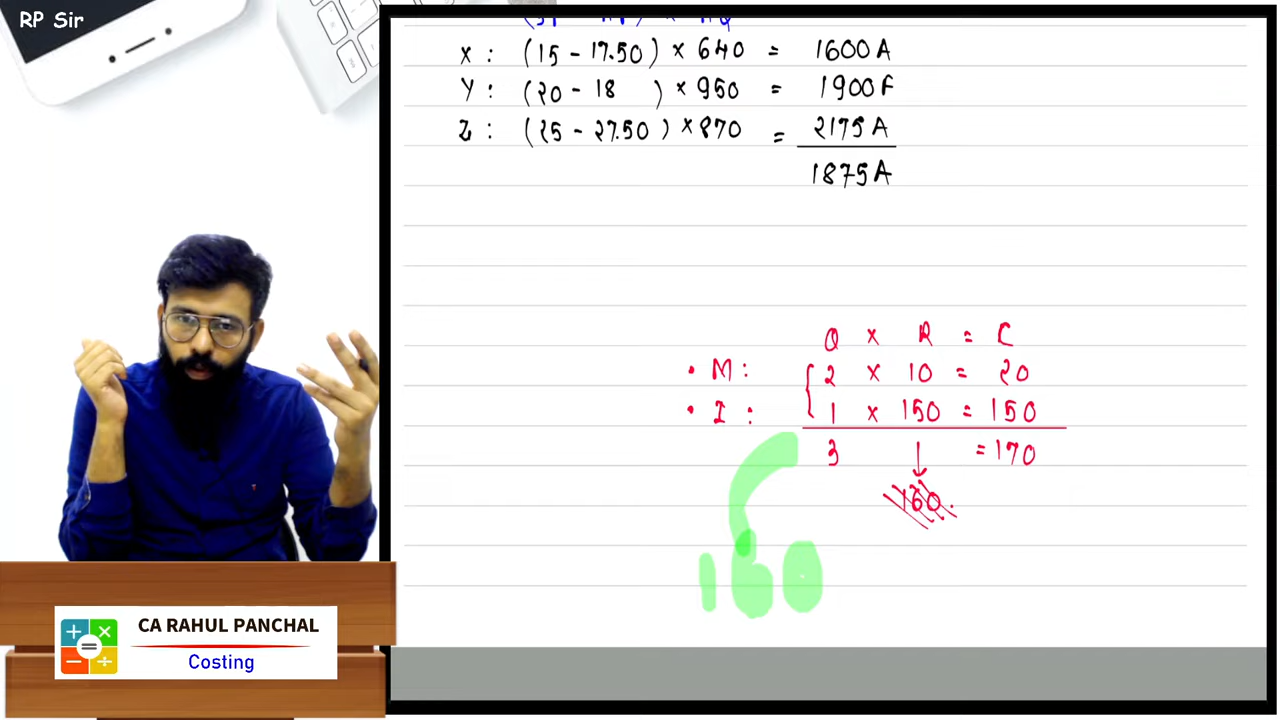 RP Sir
X : (15 - 17.50) × 640 = 1600 A
Y : (20 - 18 ) × 950 = 1900 F
Z : (25 - 27.50) × 870 = 2175 A
1875 A
Q × R = C
• M : 2 × 10 = 20
• I : 1 × 150 = 150
3 = 170
160
160
CA RAHUL PANCHAL
Costing